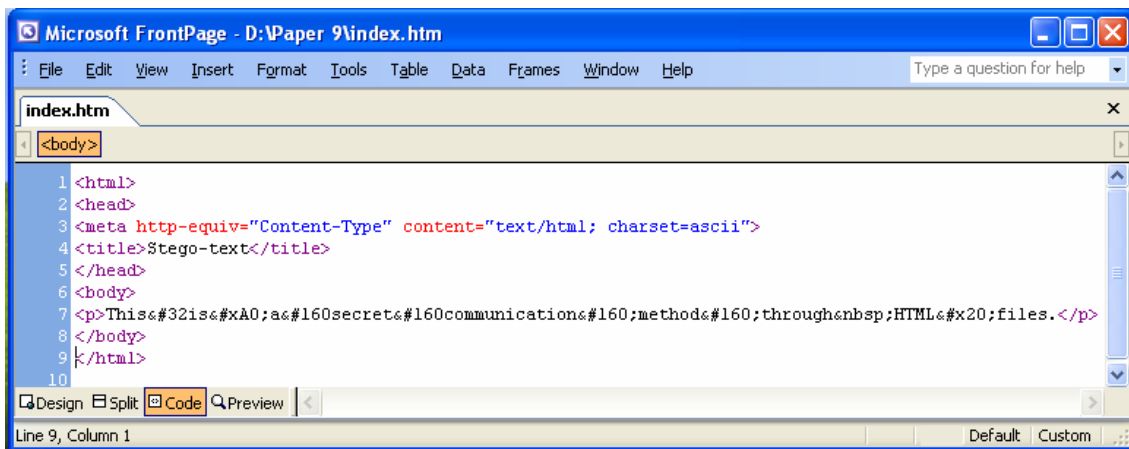 Microsoft FrontPage - D:\Paper 9\index.htm
File Edit View Insert Format Tools Table Data Frames Window Help Type a question for help
index.htm
<body>
1 <html>
2 <head>
3 <meta http-equiv="Content-Type" content="text/html; charset=ascii">
4 <title>Stego-text</title>
5 </head>
6 <body>
7 <p>This&#32is&#xA0;a&#160secret&#160communication&#160;method&#160;through&nbsp;HTML&#x20;files.</p>
8 </body>
9 </html>
10
Design Split Code Preview
Line 9, Column 1 Default Custom